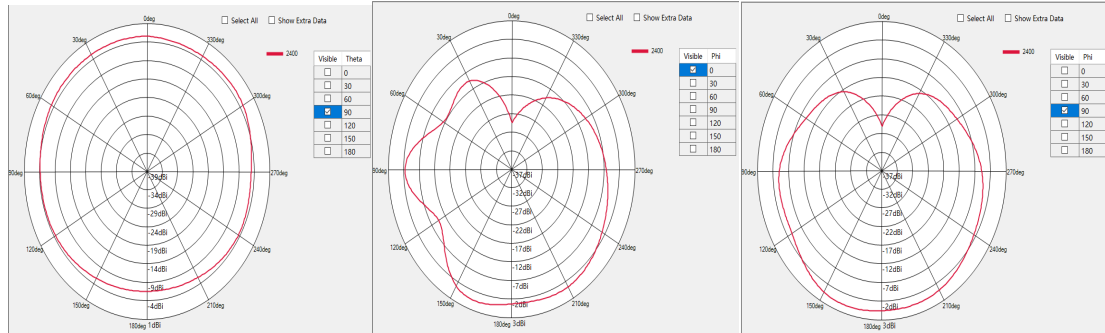 Select All Show Extra Data
0deg
30deg 330deg
2400
Visible Theta
0
30
60
90
120
150
180
60deg 300deg
90deg 270deg
-39dBi
-34dBi
-29dBi
-24dBi
-19dBi
-14dBi
-9dBi
-4dBi
120deg 240deg
150deg 210deg
180deg 1dBi
Select All Show Extra Data
0deg
30deg 330deg
2400
Visible Phi
0
30
60
90
120
150
180
60deg 300deg
90deg 270deg
-37dBi
-32dBi
-27dBi
-22dBi
-17dBi
-12dBi
-7dBi
-2dBi
120deg 240deg
150deg 210deg
180deg 3dBi
Select All Show Extra Data
0deg
30deg 330deg
2400
Visible Phi
0
30
60
90
120
150
180
60deg 300deg
90deg 270deg
-37dBi
-32dBi
-27dBi
-22dBi
-17dBi
-12dBi
-7dBi
-2dBi
120deg 240deg
150deg 210deg
180deg 3dBi